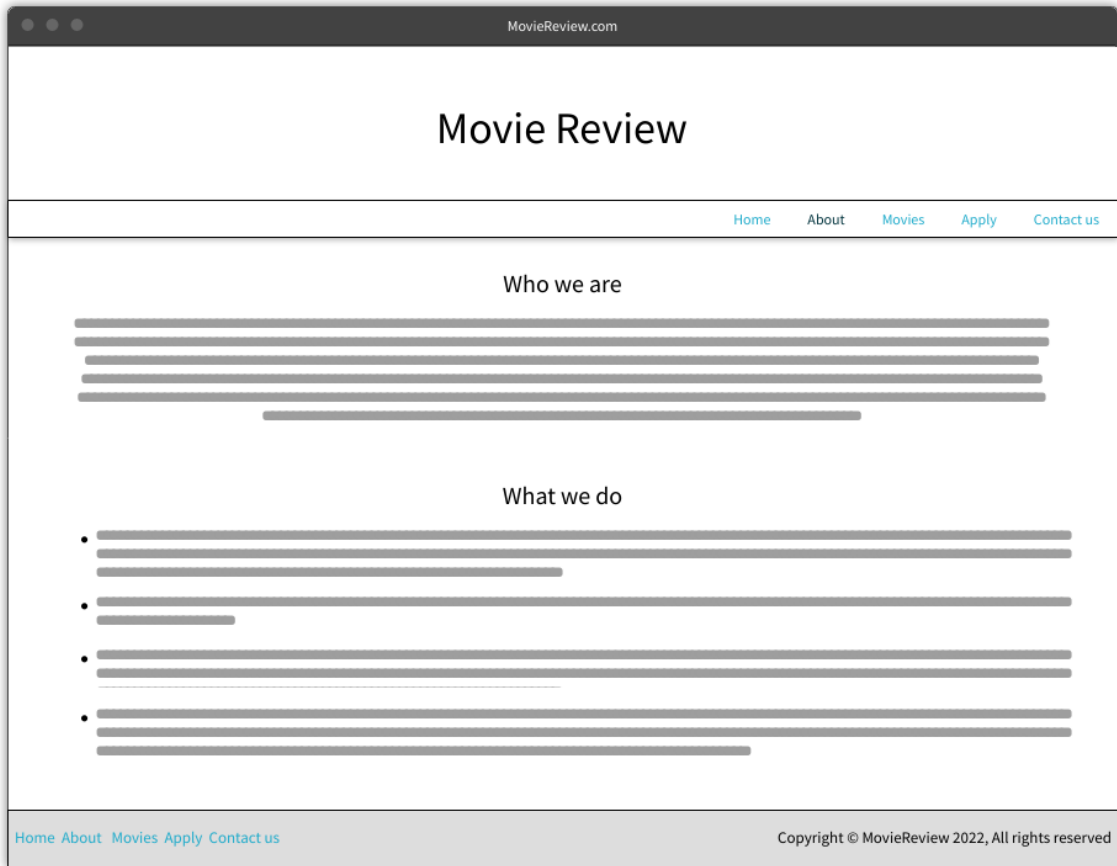 MovieReview.com
Movie Review
Home About Movies Apply Contact us
Who we are
What we do
Home About Movies Apply Contact us
Copyright © MovieReview 2022, All rights reserved